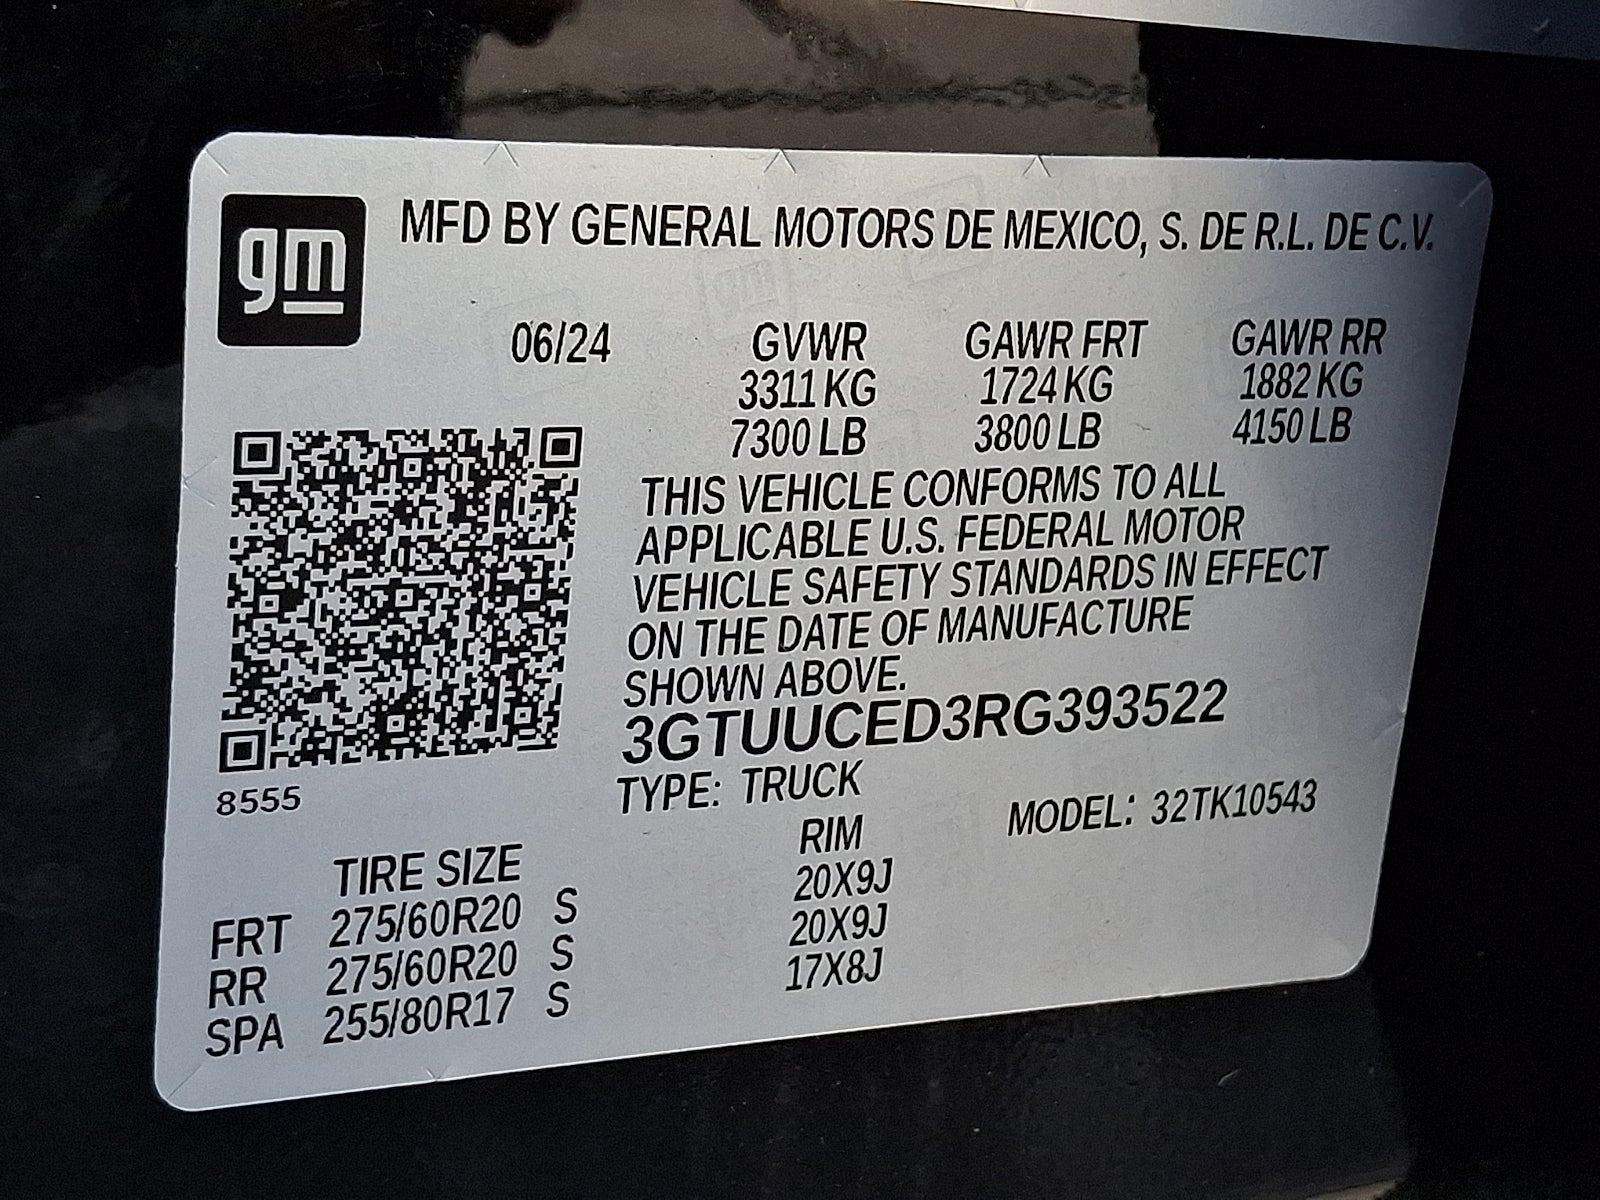 gm
MFD BY GENERAL MOTORS DE MEXICO, S. DE R.L. DE C.V.
06/24 GVWR GAWR FRT GAWR RR
3311 KG 1724 KG 1882 KG
7300 LB 3800 LB 4150 LB
THIS VEHICLE CONFORMS TO ALL
APPLICABLE U.S. FEDERAL MOTOR
VEHICLE SAFETY STANDARDS IN EFFECT
ON THE DATE OF MANUFACTURE
SHOWN ABOVE.
3GTUUCED3RG393522
8555
TYPE: TRUCK MODEL: 32TK10543
TIRE SIZE RIM
FRT 275/60R20 S 20X9J
RR 275/60R20 S 20X9J
SPA 255/80R17 S 17X8J